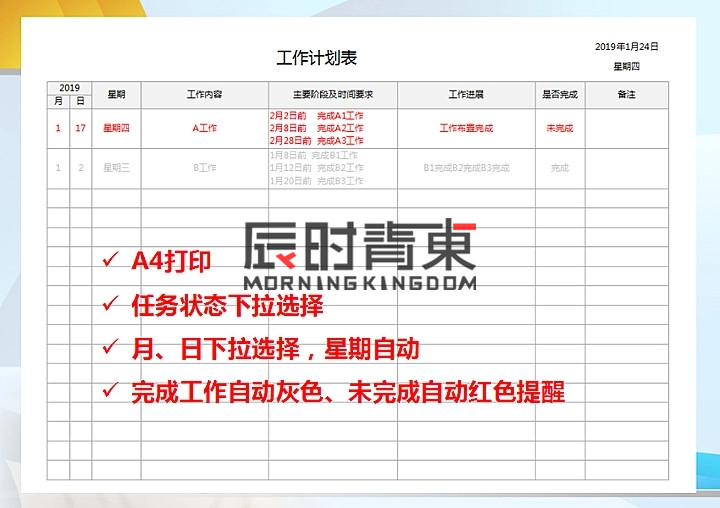 2019年1月24日
工作计划表
星期四
2019
月 日 星期 工作内容 主要阶段及时间要求 工作进展 是否完成 备注
2月2日前 完成A1工作
1 17 星期四 A工作 2月8日前 完成A2工作 工作布置完成 未完成
2月28日前 完成A3工作
1月8日前 完成B1工作
1 2 星期三 B工作 1月12日前 完成B2工作 B1完成B2完成B3完成 完成
1月20日前 完成B3工作
辰时青東
MORNINGKINGDOM
✓ A4打印
✓ 任务状态下拉选择
✓ 月、日下拉选择，星期自动
✓ 完成工作自动灰色、未完成自动红色提醒